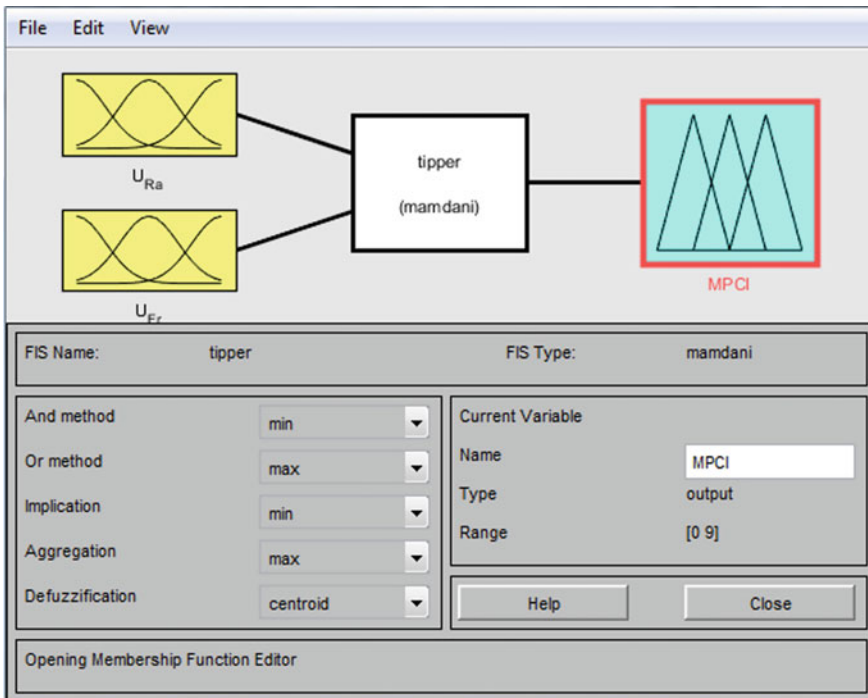 File Edit View
U_Ra
tipper
(mamdani)
U_Fr
MPCI
FIS Name: tipper FIS Type: mamdani
And method min
Or method max
Implication min
Aggregation max
Defuzzification centroid
Current Variable
Name MPCI
Type output
Range [0 9]
Help Close
Opening Membership Function Editor